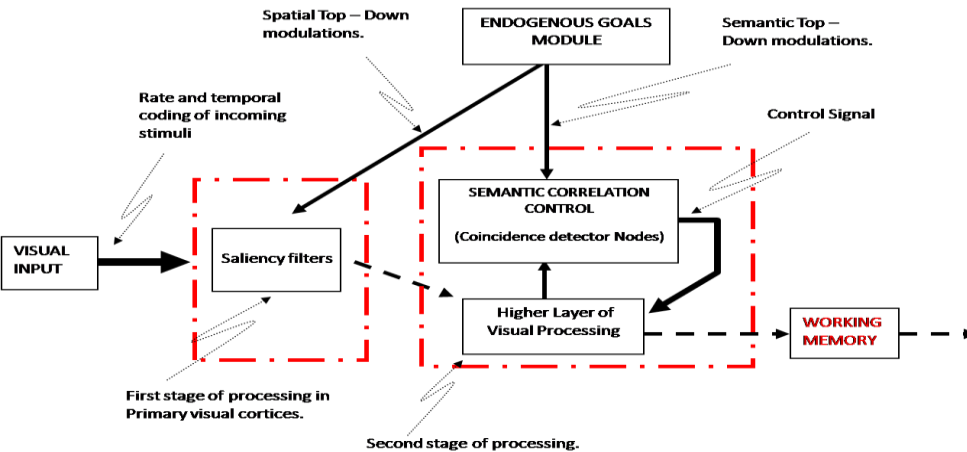 Spatial Top – Down
modulations.
ENDOGENOUS GOALS
MODULE
Semantic Top –
Down modulations.
Rate and temporal
coding of incoming
stimuli
Control Signal
SEMANTIC CORRELATION
CONTROL
(Coincidence detector Nodes)
VISUAL
INPUT
Saliency filters
Higher Layer of
Visual Processing
WORKING
MEMORY
First stage of processing in
Primary visual cortices.
Second stage of processing.